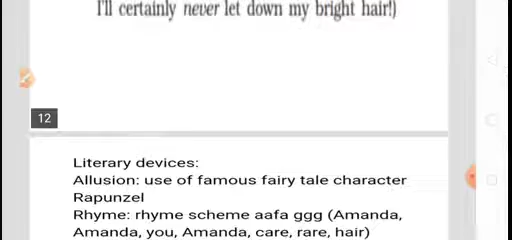 I'll certainly never let down my bright hair!)
12
Literary devices:
Allusion: use of famous fairy tale character
Rapunzel
Rhyme: rhyme scheme aafa ggg (Amanda,
Amanda, you, Amanda, care, rare, hair)